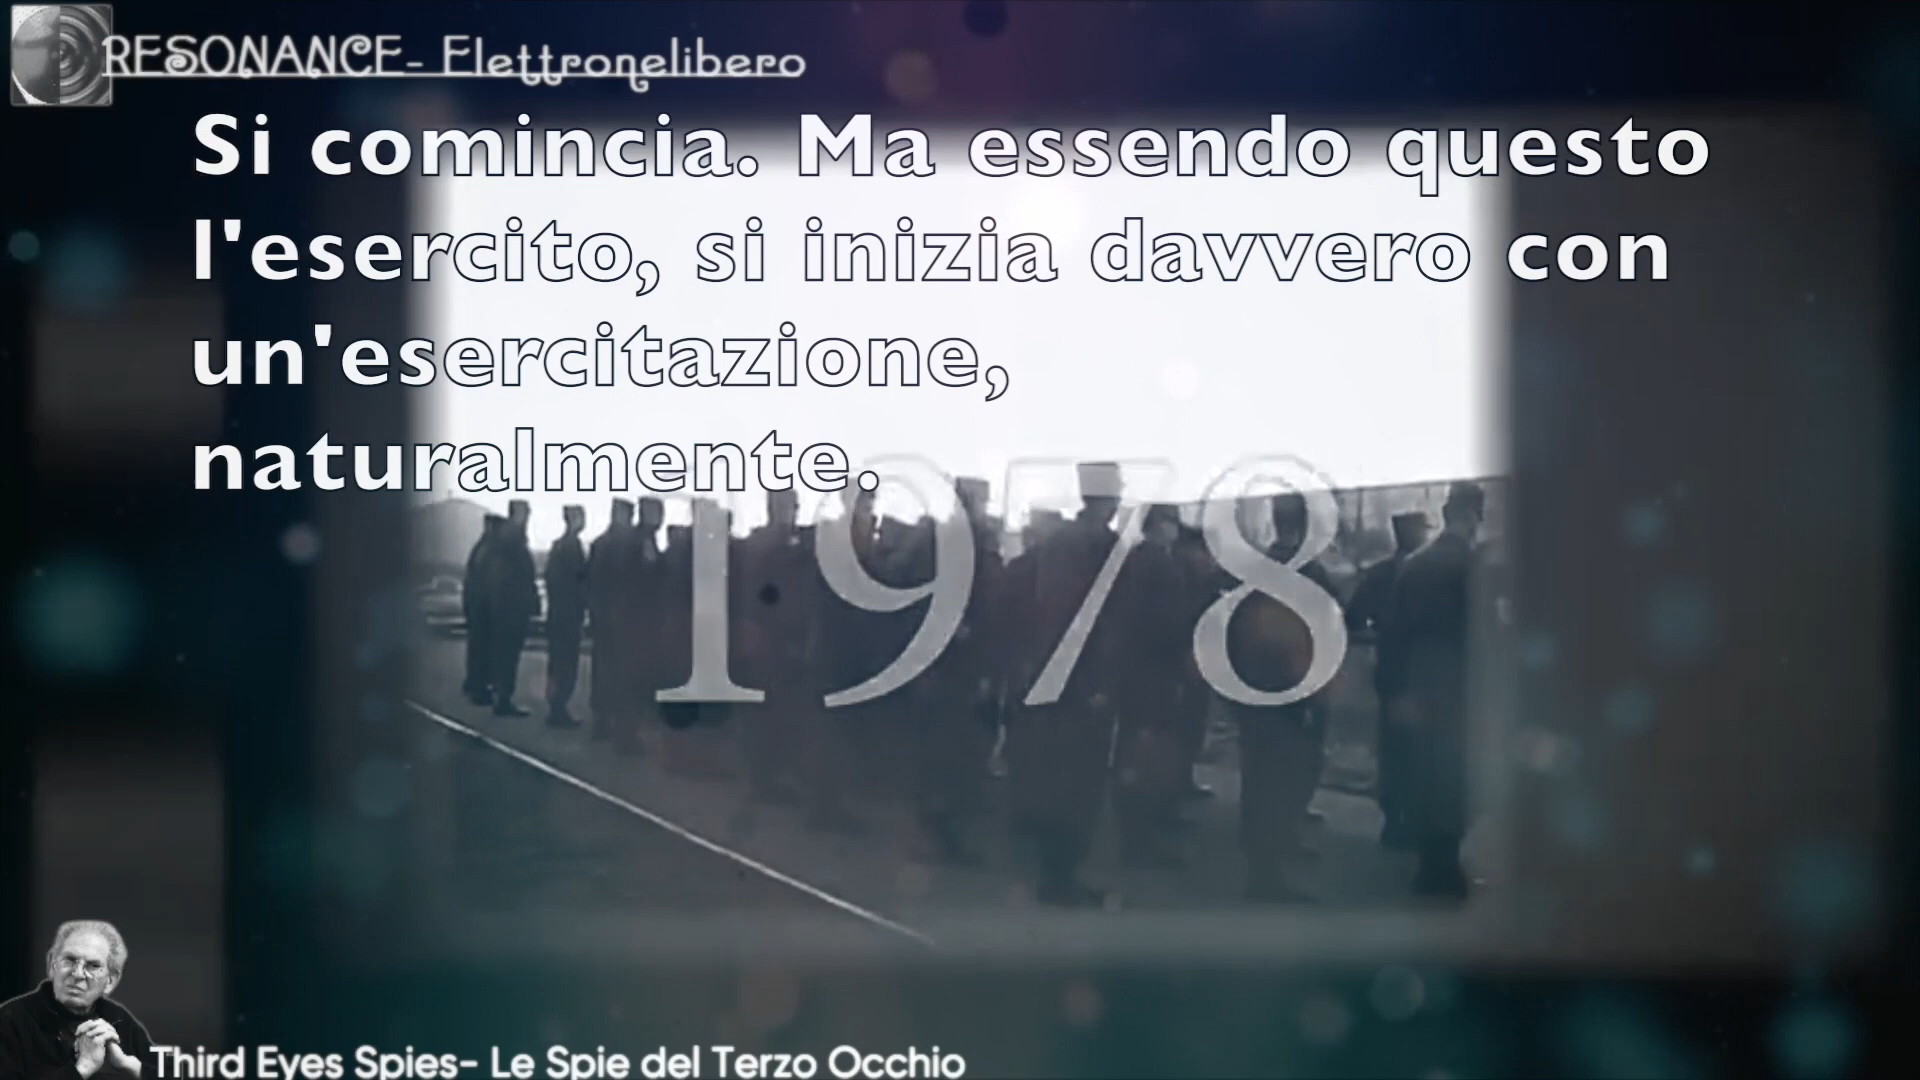 RESONANCE- Elettronelibero
Si comincia. Ma essendo questo
l'esercito, si inizia davvero con
un'esercitazione,
naturalmente.
1978
Third Eyes Spies- Le Spie del Terzo Occhio